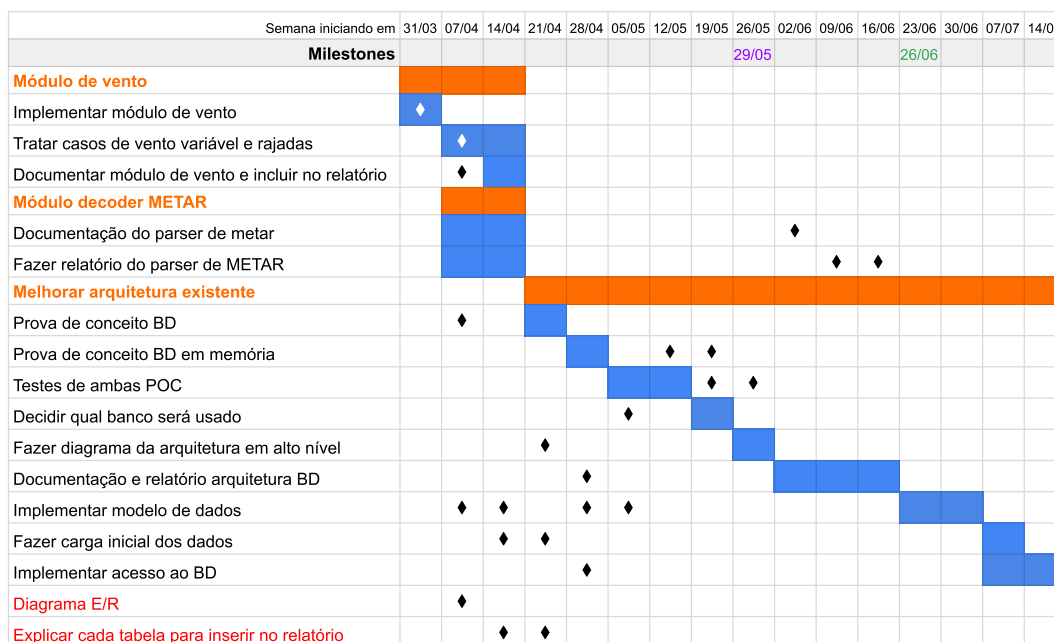 Semana iniciando em 31/03 07/04 14/04 21/04 28/04 05/05 12/05 19/05 26/05 02/06 09/06 16/06 23/06 30/06 07/07 14/0
Milestones 29/05 26/06
Módulo de vento
Implementar módulo de vento
Tratar casos de vento variável e rajadas
Documentar módulo de vento e incluir no relatório
Módulo decoder METAR
Documentação do parser de metar
Fazer relatório do parser de METAR
Melhorar arquitetura existente
Prova de conceito BD
Prova de conceito BD em memória
Testes de ambas POC
Decidir qual banco será usado
Fazer diagrama da arquitetura em alto nível
Documentação e relatório arquitetura BD
Implementar modelo de dados
Fazer carga inicial dos dados
Implementar acesso ao BD
Diagrama E/R
Explicar cada tabela para inserir no relatório